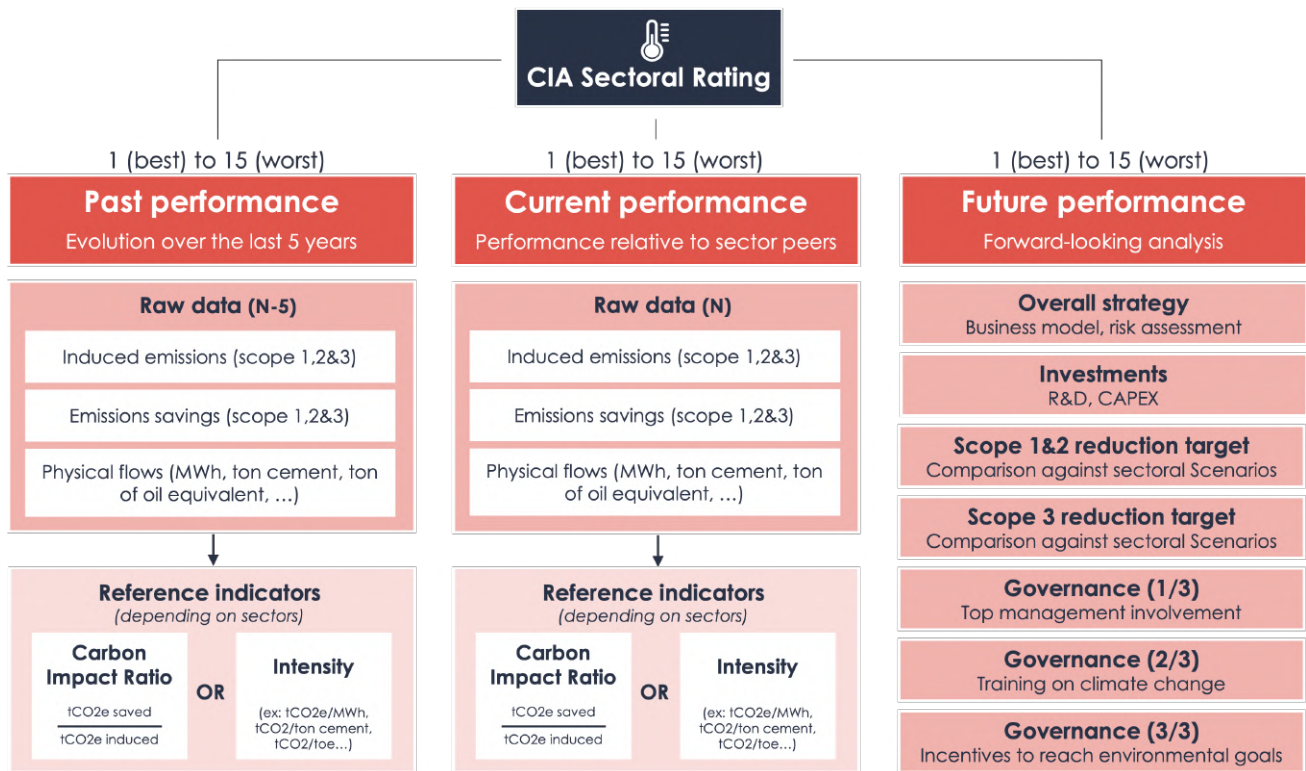 CIA Sectoral Rating
1 (best) to 15 (worst)
Past performance
Evolution over the last 5 years
Raw data (N-5)
Induced emissions (scope 1,2&3)
Emissions savings (scope 1,2&3)
Physical flows (MWh, ton cement, ton
of oil equivalent, …)
Reference indicators
(depending on sectors)
Carbon
Impact Ratio
tCO2e saved
tCO2e induced
OR
Intensity
(ex: tCO2e/MWh,
tCO2/ton cement,
tCO2/toe…)
1 (best) to 15 (worst)
Current performance
Performance relative to sector peers
Raw data (N)
Induced emissions (scope 1,2&3)
Emissions savings (scope 1,2&3)
Physical flows (MWh, ton cement, ton
of oil equivalent, …)
Reference indicators
(depending on sectors)
Carbon
Impact Ratio
tCO2e saved
tCO2e induced
OR
Intensity
(ex: tCO2e/MWh,
tCO2/ton cement,
tCO2/toe…)
1 (best) to 15 (worst)
Future performance
Forward-looking analysis
Overall strategy
Business model, risk assessment
Investments
R&D, CAPEX
Scope 1&2 reduction target
Comparison against sectoral Scenarios
Scope 3 reduction target
Comparison against sectoral Scenarios
Governance (1/3)
Top management involvement
Governance (2/3)
Training on climate change
Governance (3/3)
Incentives to reach environmental goals